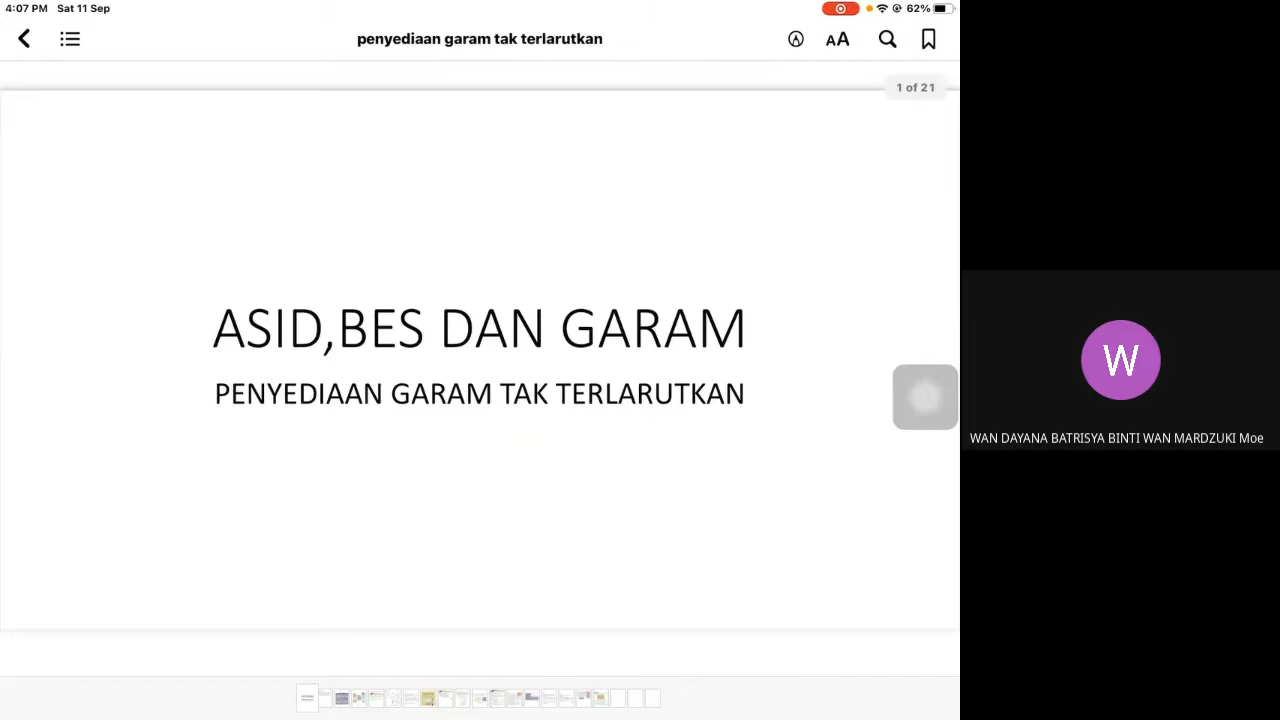 4:07 PM Sat 11 Sep
62%
penyediaan garam tak terlarutkan
AA
1 of 21
ASID,BES DAN GARAM
PENYEDIAAN GARAM TAK TERLARUTKAN
W
WAN DAYANA BATRISYA BINTI WAN MARDZUKI Moe